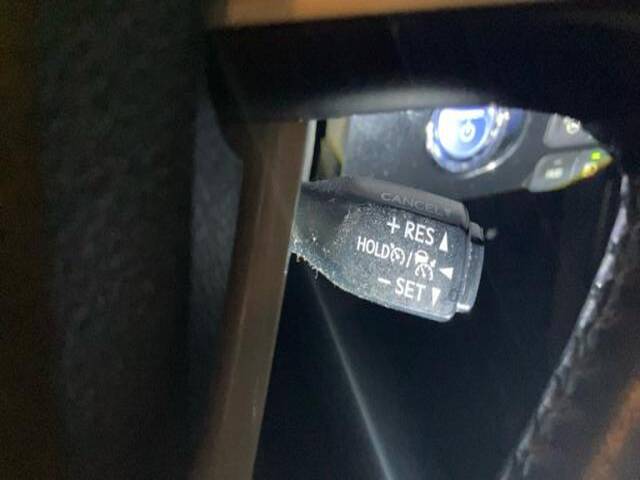 CANCEL
+ RES
HOLD /
- SET